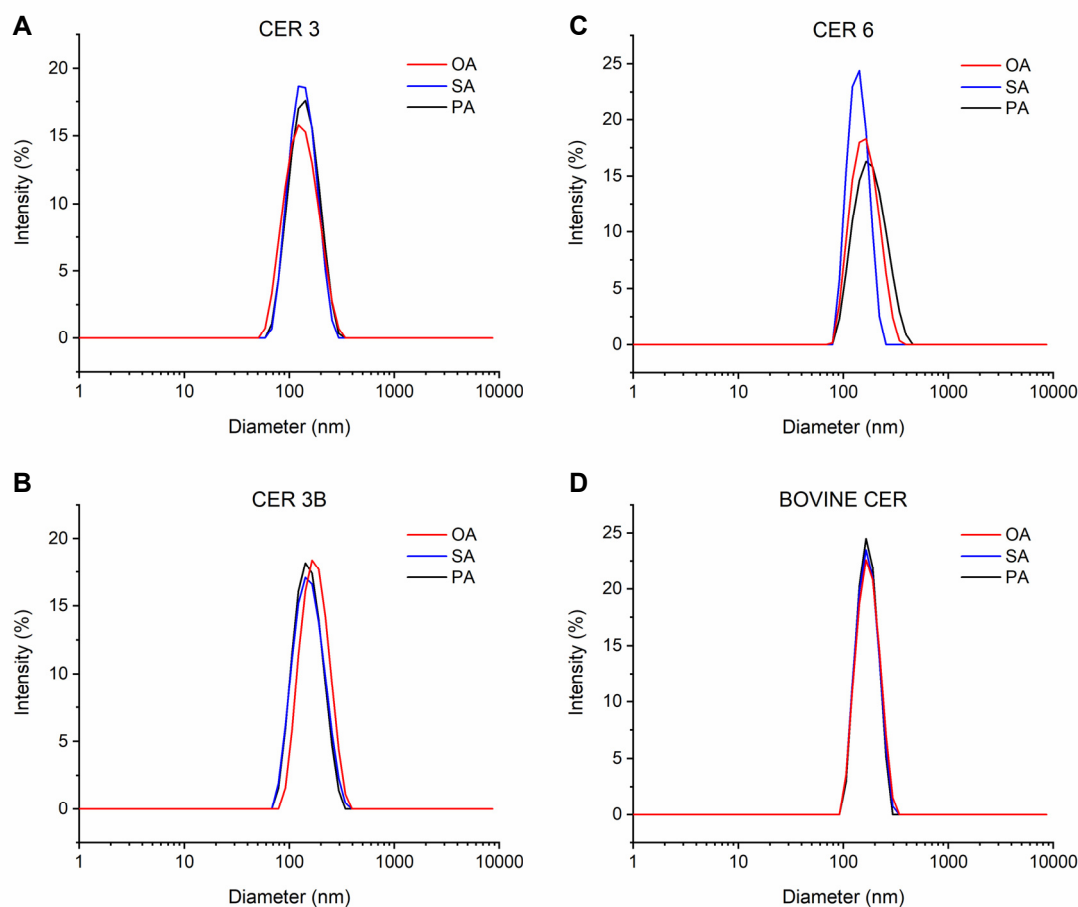 A
CER 3
OA
SA
PA
Intensity (%)
20
15
10
5
0
1 10 100 1000 10000
Diameter (nm)
C
CER 6
OA
SA
PA
Intensity (%)
25
20
15
10
5
0
1 10 100 1000 10000
Diameter (nm)
B
CER 3B
OA
SA
PA
Intensity (%)
20
15
10
5
0
1 10 100 1000 10000
Diameter (nm)
D
BOVINE CER
OA
SA
PA
Intensity (%)
25
20
15
10
5
0
1 10 100 1000 10000
Diameter (nm)